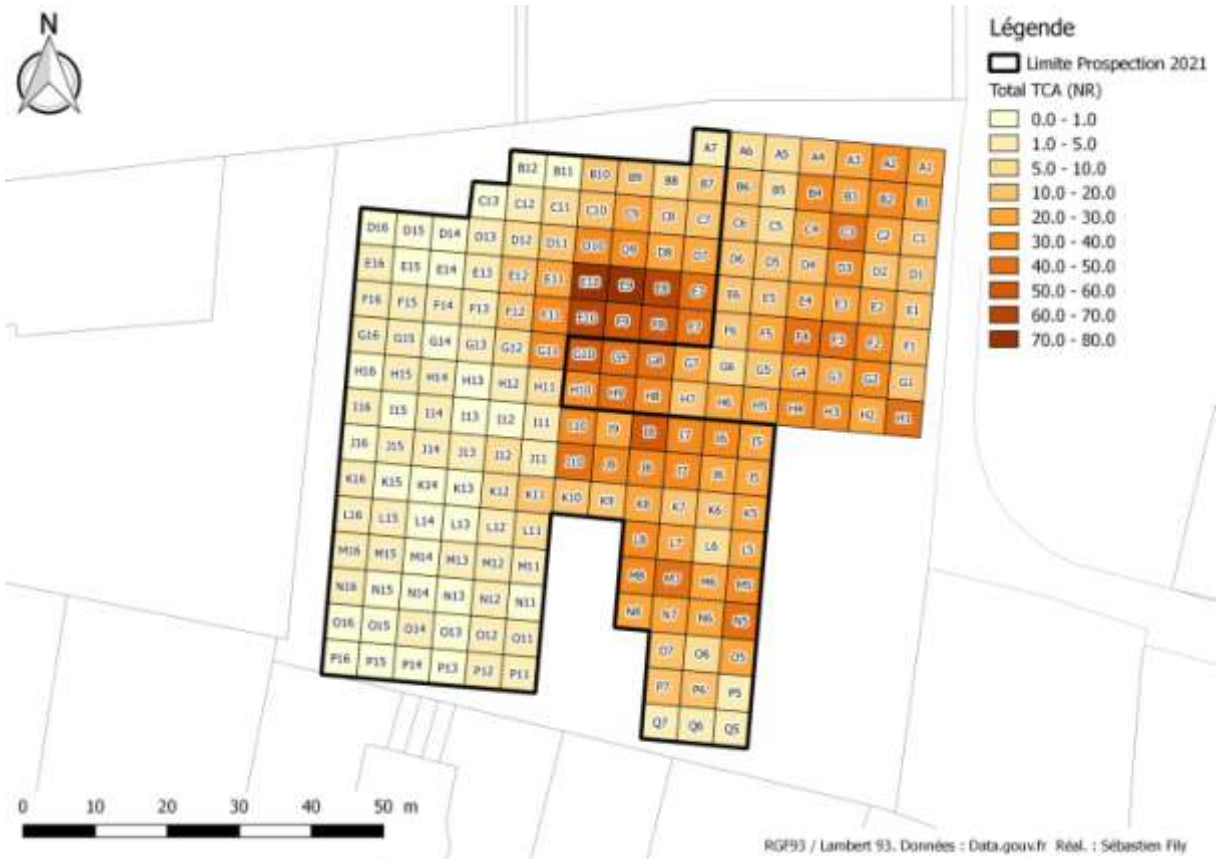 N
Légende
Limite Prospection 2021
Total TCA (NR)
0.0 - 1.0
1.0 - 5.0
5.0 - 10.0
10.0 - 20.0
20.0 - 30.0
30.0 - 40.0
40.0 - 50.0
50.0 - 60.0
60.0 - 70.0
70.0 - 80.0
A7 A6 A5 A4 A3 A2 A1
B12 B11 B10 B9 B8 B7 B6 B5 B4 B3 B2 B1
C13 C12 C11 C10 C9 C8 C7 C6 C5 C4 C3 C2 C1
D16 D15 D14 D13 D12 D11 D10 D9 D8 D7 D6 D5 D4 D3 D2 D1
E16 E15 E14 E13 E12 E11 E10 E9 E8 E7 E6 E5 E4 E3 E2 E1
F16 F15 F14 F13 F12 F11 F10 F9 F8 F7 F6 F5 F4 F3 F2 F1
G16 G15 G14 G13 G12 G11 G10 G9 G8 G7 G6 G5 G4 G3 G2 G1
H16 H15 H14 H13 H12 H11 H10 H9 H8 H7 H6 H5 H4 H3 H2 H1
I16 I15 I14 I13 I12 I11 I10 I9 I8 I7 I6 I5
J16 J15 J14 J13 J12 J11 J10 J9 J8 J7 J6 J5
K16 K15 K14 K13 K12 K11 K10 K9 K8 K7 K6 K5
L16 L15 L14 L13 L12 L11 L8 L7 L6 L5
M16 M15 M14 M13 M12 M11 M8 M7 M6 M5
N16 N15 N14 N13 N12 N11 N8 N7 N6 N5
O16 O15 O14 O13 O12 O11 O7 O6 O5
P16 P15 P14 P13 P12 P11 P7 P6 P5
Q7 Q6 Q5
0 10 20 30 40 50 m
RGF93 / Lambert 93. Données : Data.gouv.fr Réal. : Sébastien Fily